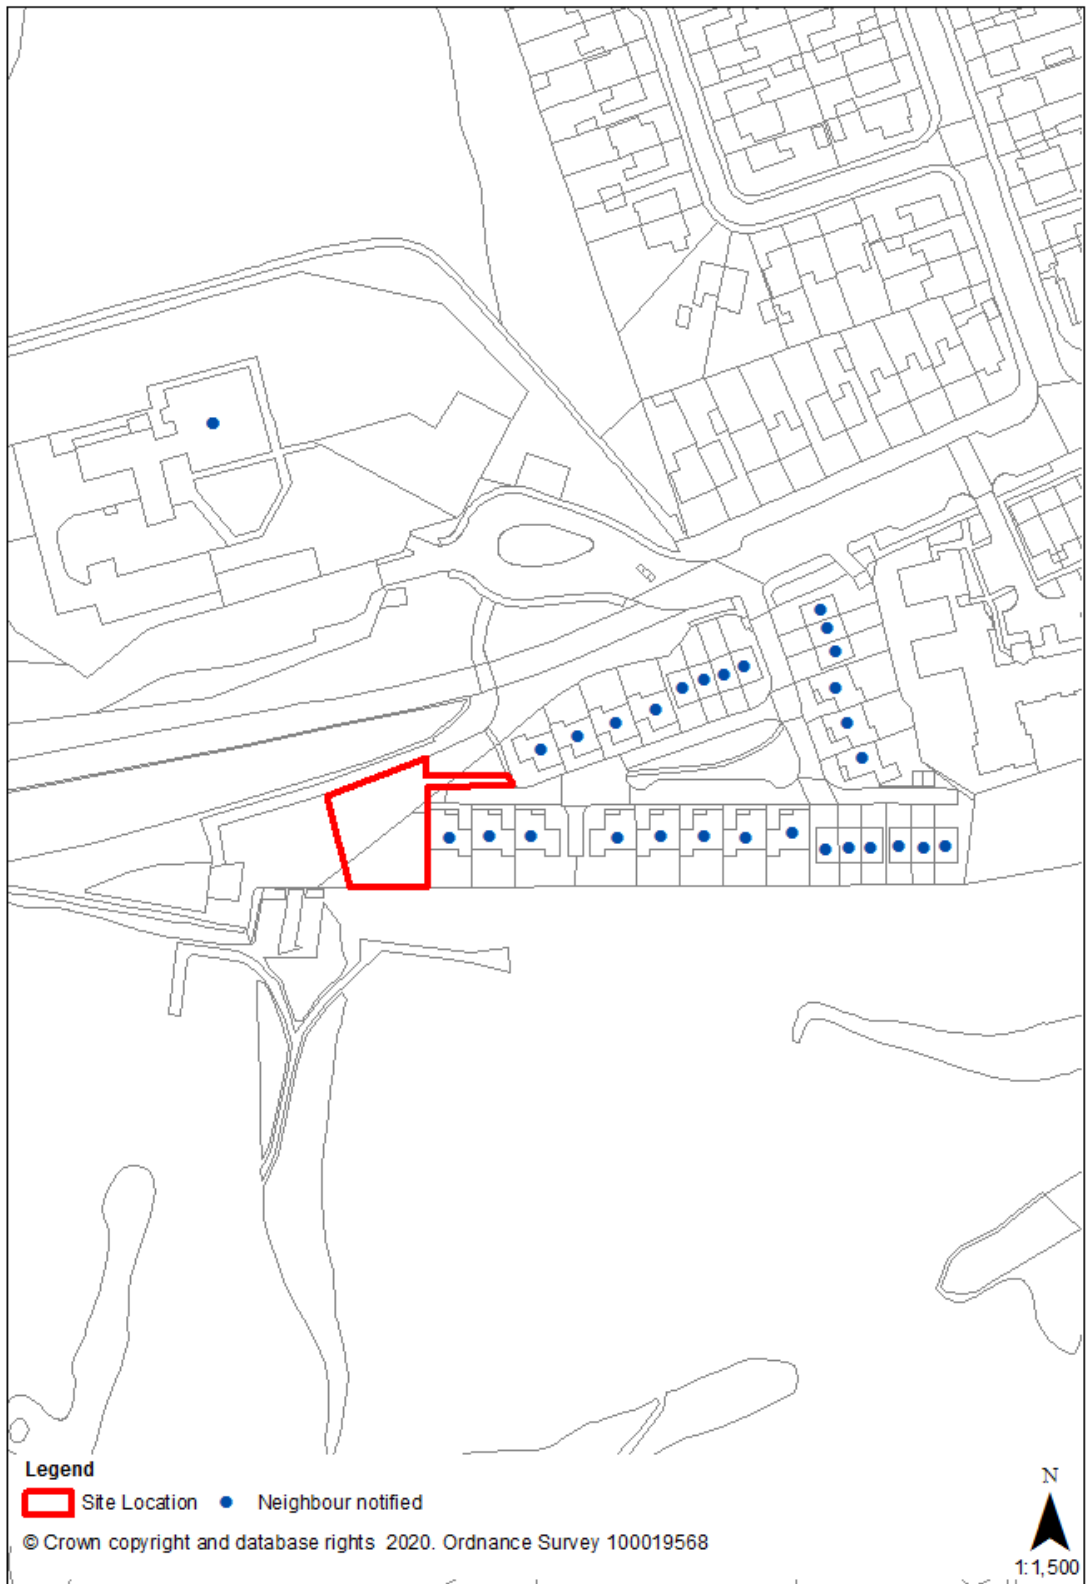 Legend
Site Location Neighbour notified
© Crown copyright and database rights 2020. Ordnance Survey 100019568
N
1:1,500